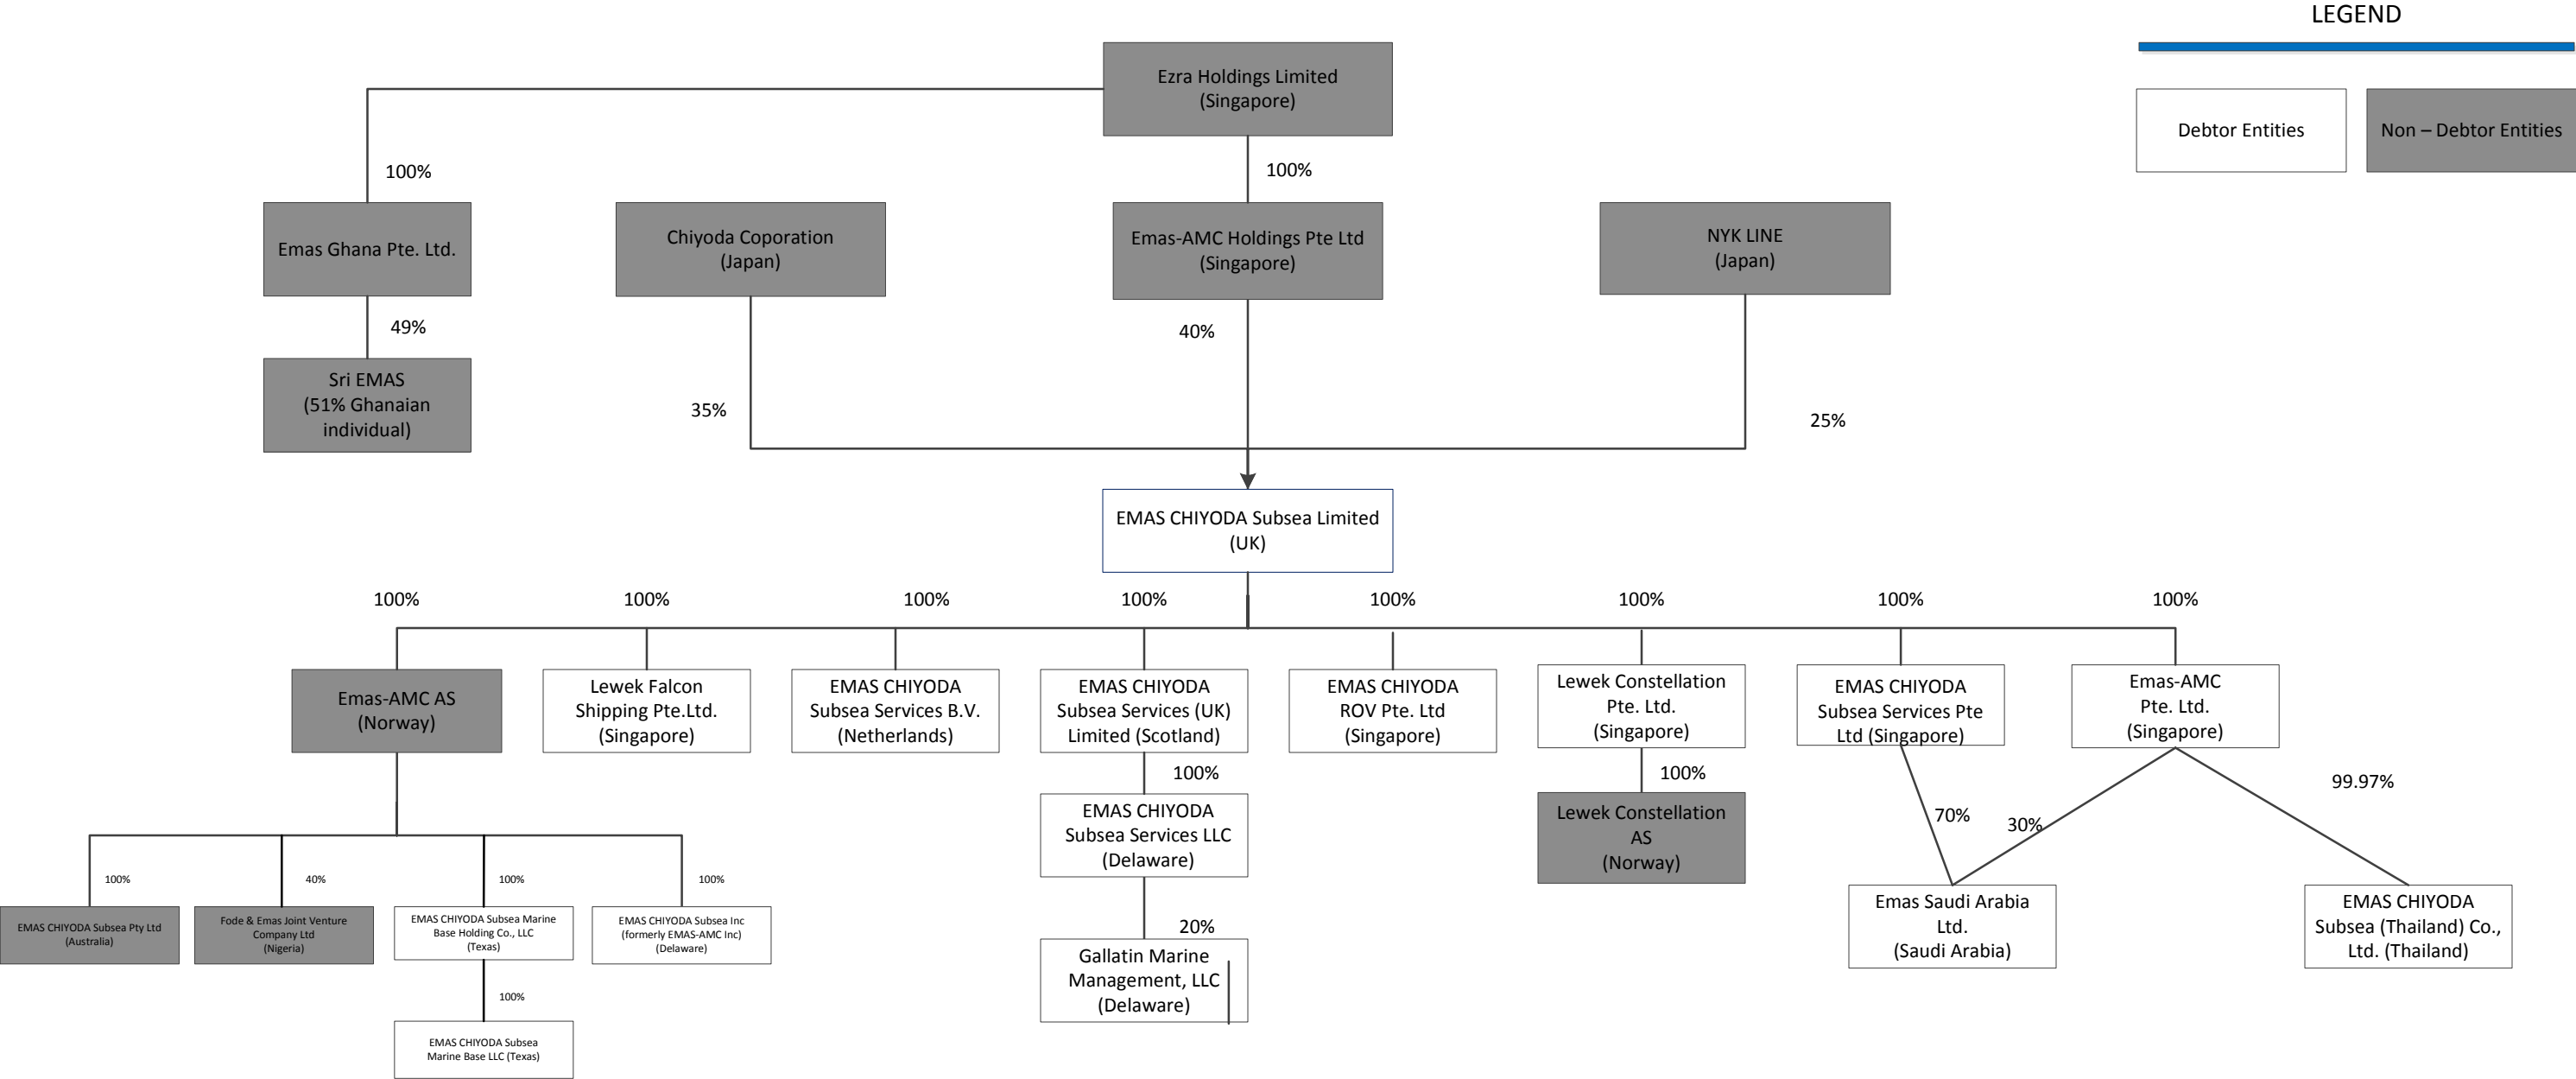 LEGEND
Debtor Entities
Non – Debtor Entities
Ezra Holdings Limited
(Singapore)
100%
100%
Emas Ghana Pte. Ltd.
Chiyoda Coporation
(Japan)
Emas-AMC Holdings Pte Ltd
(Singapore)
NYK LINE
(Japan)
49%
40%
35%
25%
Sri EMAS
(51% Ghanaian
individual)
EMAS CHIYODA Subsea Limited
(UK)
100%
100%
100%
100%
100%
100%
100%
100%
Emas-AMC AS
(Norway)
Lewek Falcon
Shipping Pte.Ltd.
(Singapore)
EMAS CHIYODA
Subsea Services B.V.
(Netherlands)
EMAS CHIYODA
Subsea Services (UK)
Limited (Scotland)
EMAS CHIYODA
ROV Pte. Ltd
(Singapore)
Lewek Constellation
Pte. Ltd.
(Singapore)
EMAS CHIYODA
Subsea Services Pte
Ltd (Singapore)
Emas-AMC
Pte. Ltd.
(Singapore)
100%
100%
99.97%
70%
30%
EMAS CHIYODA
Subsea Services LLC
(Delaware)
Lewek Constellation
AS
(Norway)
100%
40%
100%
100%
EMAS CHIYODA Subsea Pty Ltd
(Australia)
Fode & Emas Joint Venture
Company Ltd
(Nigeria)
EMAS CHIYODA Subsea Marine
Base Holding Co., LLC
(Texas)
EMAS CHIYODA Subsea Inc
(formerly EMAS-AMC Inc)
(Delaware)
20%
Gallatin Marine
Management, LLC
(Delaware)
Emas Saudi Arabia
Ltd.
(Saudi Arabia)
EMAS CHIYODA
Subsea (Thailand) Co.,
Ltd. (Thailand)
100%
EMAS CHIYODA Subsea
Marine Base LLC (Texas)